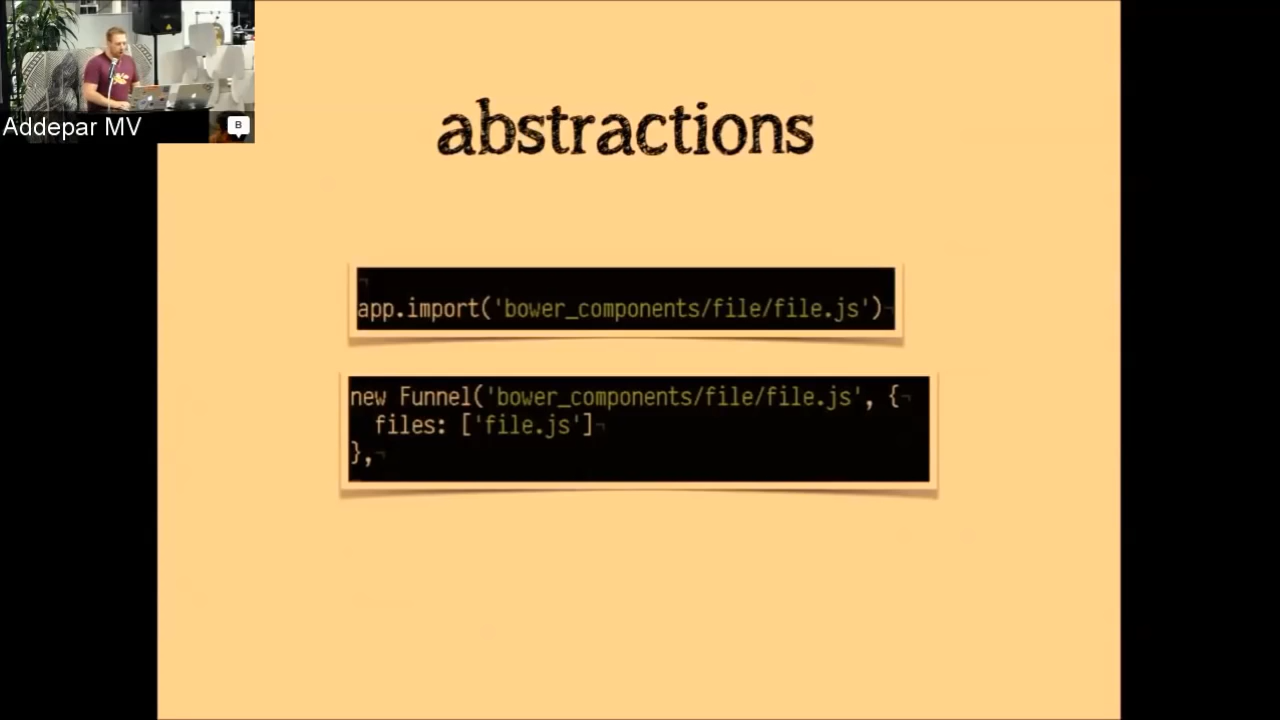 Addepar MV
B
abstractions
app.import('bower_components/file/file.js')¬
new Funnel('bower_components/file/file.js', {¬
files: ['file.js']¬
},¬